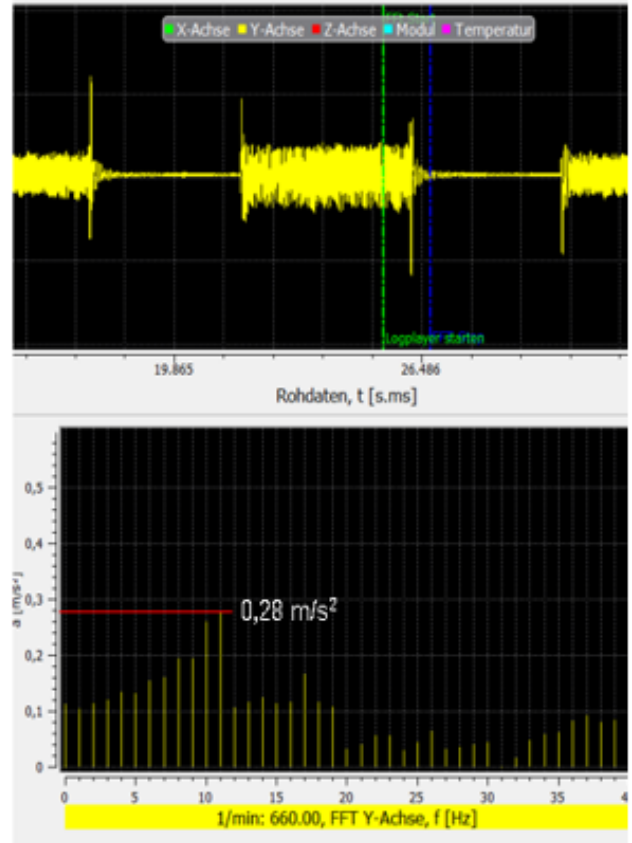 X-Achse Y-Achse Z-Achse Modul Temperatur
Logplayer starten
19.865 26.486
Rohdaten, t [s.ms]
0,5
0,4
0,3
0,28 m/s²
0,2
0,1
0
0 5 10 15 20 25 30 35
1/min: 660.00, FFT Y-Achse, f [Hz]